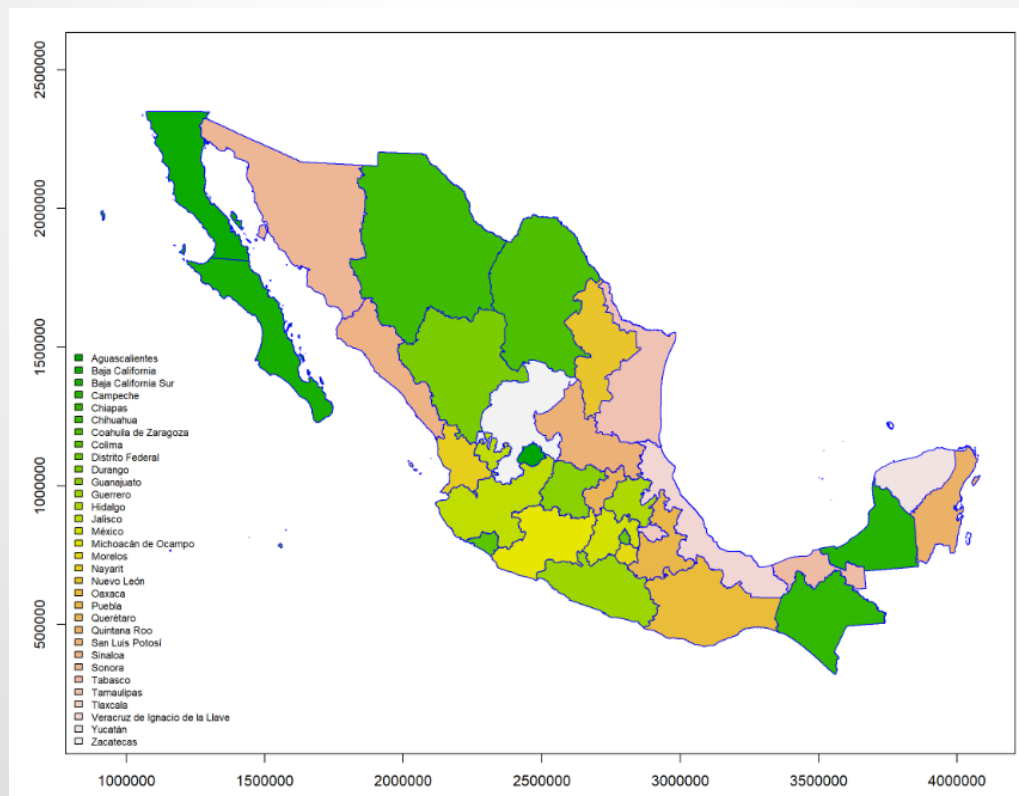 2500000
2000000
1500000
1000000
500000
Aguascalientes
Baja California
Baja California Sur
Campeche
Chiapas
Chihuahua
Coahuila de Zaragoza
Colima
Distrito Federal
Durango
Guanajuato
Guerrero
Hidalgo
Jalisco
México
Michoacán de Ocampo
Morelos
Nayarit
Nuevo León
Oaxaca
Puebla
Querétaro
Quintana Roo
San Luis Potosí
Sinaloa
Sonora
Tabasco
Tamaulipas
Tlaxcala
Veracruz de Ignacio de la Llave
Yucatán
Zacatecas
1000000 1500000 2000000 2500000 3000000 3500000 4000000